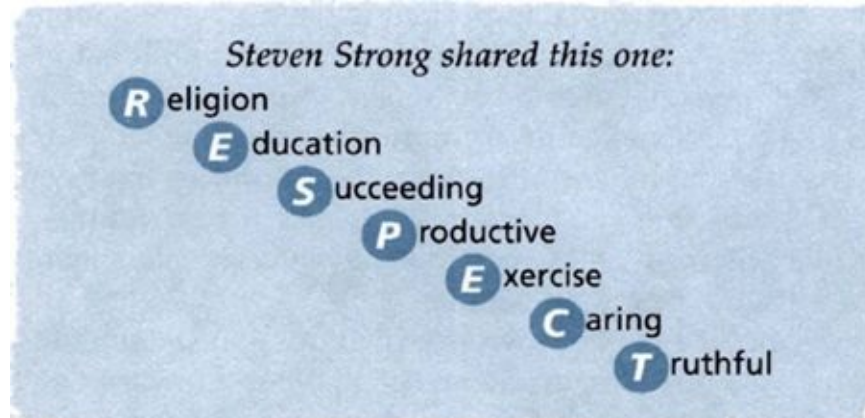 Steven Strong shared this one:
Religion
Education
Succeeding
Productive
Exercise
Caring
Truthful